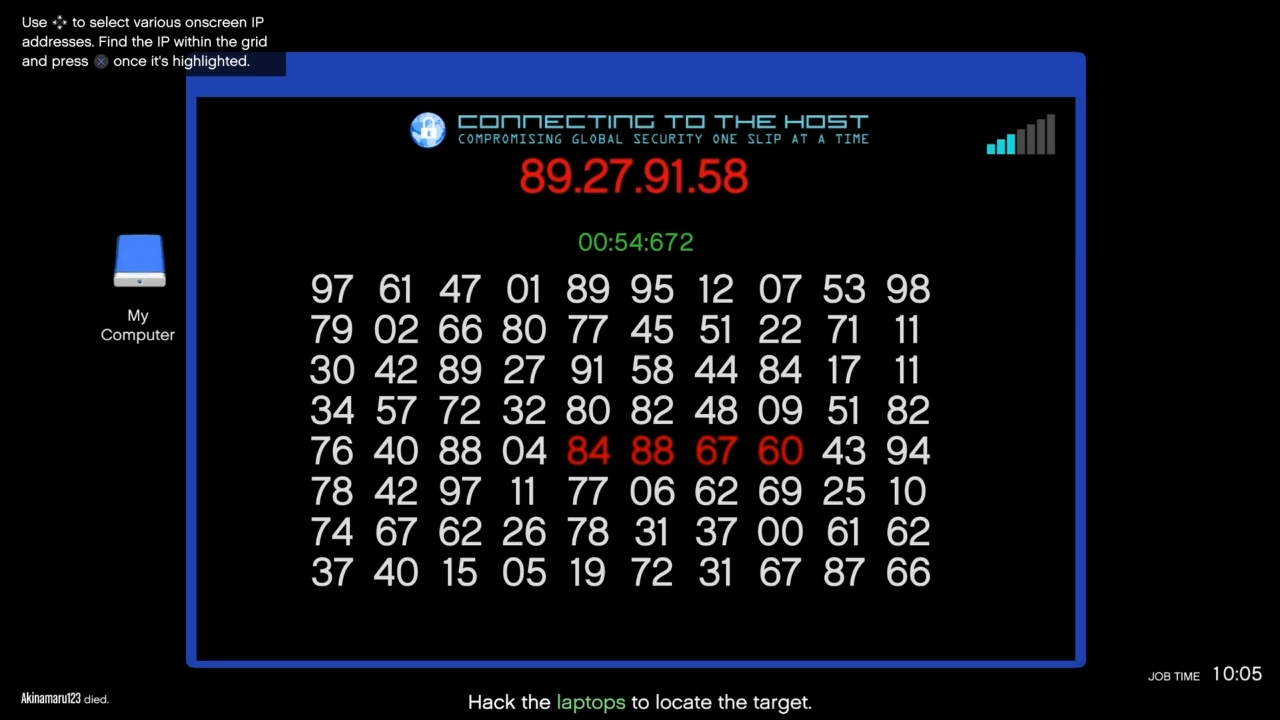 Use to select various onscreen IP
addresses. Find the IP within the grid
and press once it's highlighted.
CONNECTING TO THE HOST
COMPROMISING GLOBAL SECURITY ONE SLIP AT A TIME
89.27.91.58
00:54:672
97 61 47 01 89 95 12 07 53 98
79 02 66 80 77 45 51 22 71 11
30 42 89 27 91 58 44 84 17 11
34 57 72 32 80 82 48 09 51 82
76 40 88 04 84 88 67 60 43 94
78 42 97 11 77 06 62 69 25 10
74 67 62 26 78 31 37 00 61 62
37 40 15 05 19 72 31 67 87 66
My
Computer
JOB TIME 10:05
Akinamaru123 died.
Hack the laptops to locate the target.